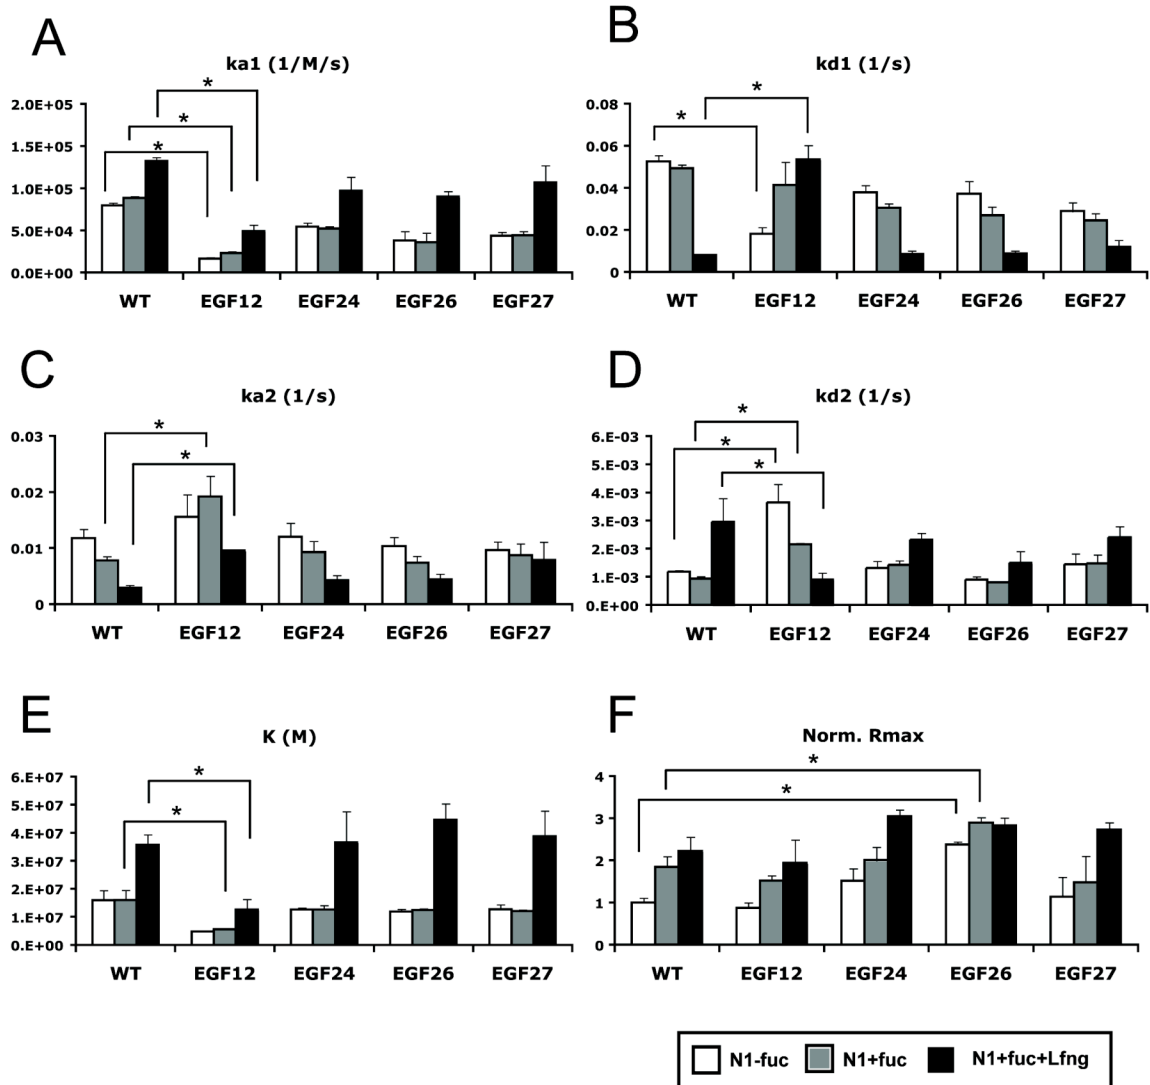 A
ka1 (1/M/s)
2.0E+05
1.5E+05
1.0E+05
5.0E+04
0.0E+00
* * *
WT EGF12 EGF24 EGF26 EGF27
B
kd1 (1/s)
0.08
0.06
0.04
0.02
0
* *
WT EGF12 EGF24 EGF26 EGF27
C
ka2 (1/s)
0.03
0.02
0.01
0
* *
WT EGF12 EGF24 EGF26 EGF27
D
kd2 (1/s)
6.E-03
5.E-03
4.E-03
3.E-03
2.E-03
1.E-03
0.E+00
* * *
WT EGF12 EGF24 EGF26 EGF27
E
K (M)
6.E+07
5.E+07
4.E+07
3.E+07
2.E+07
1.E+07
0.E+00
* *
WT EGF12 EGF24 EGF26 EGF27
F
Norm. Rmax
4
3
2
1
0
* *
WT EGF12 EGF24 EGF26 EGF27
N1-fuc N1+fuc N1+fuc+Lfng